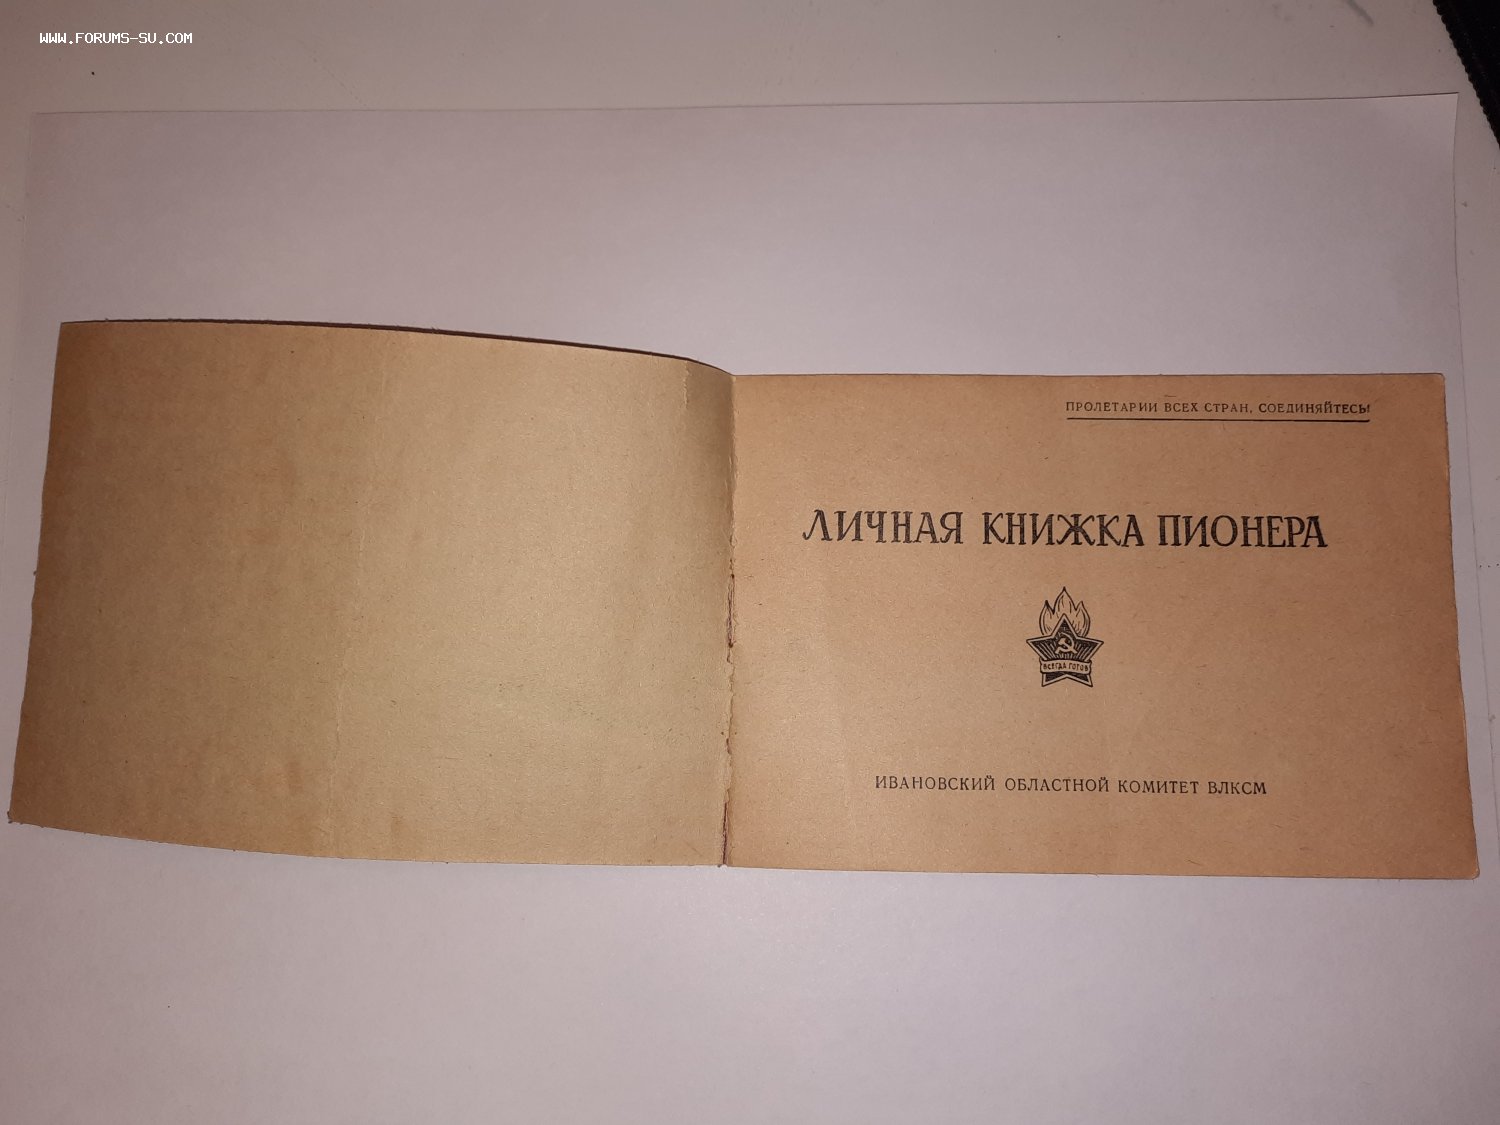 WWW.FORUMS-SU.COM
ПРОЛЕТАРИИ ВСЕХ СТРАН, СОЕДИНЯЙТЕСЬ!
ЛИЧНАЯ КНИЖКА ПИОНЕРА
ВСЕГДА ГОТОВ
ИВАНОВСКИЙ ОБЛАСТНОЙ КОМИТЕТ ВЛКСМ